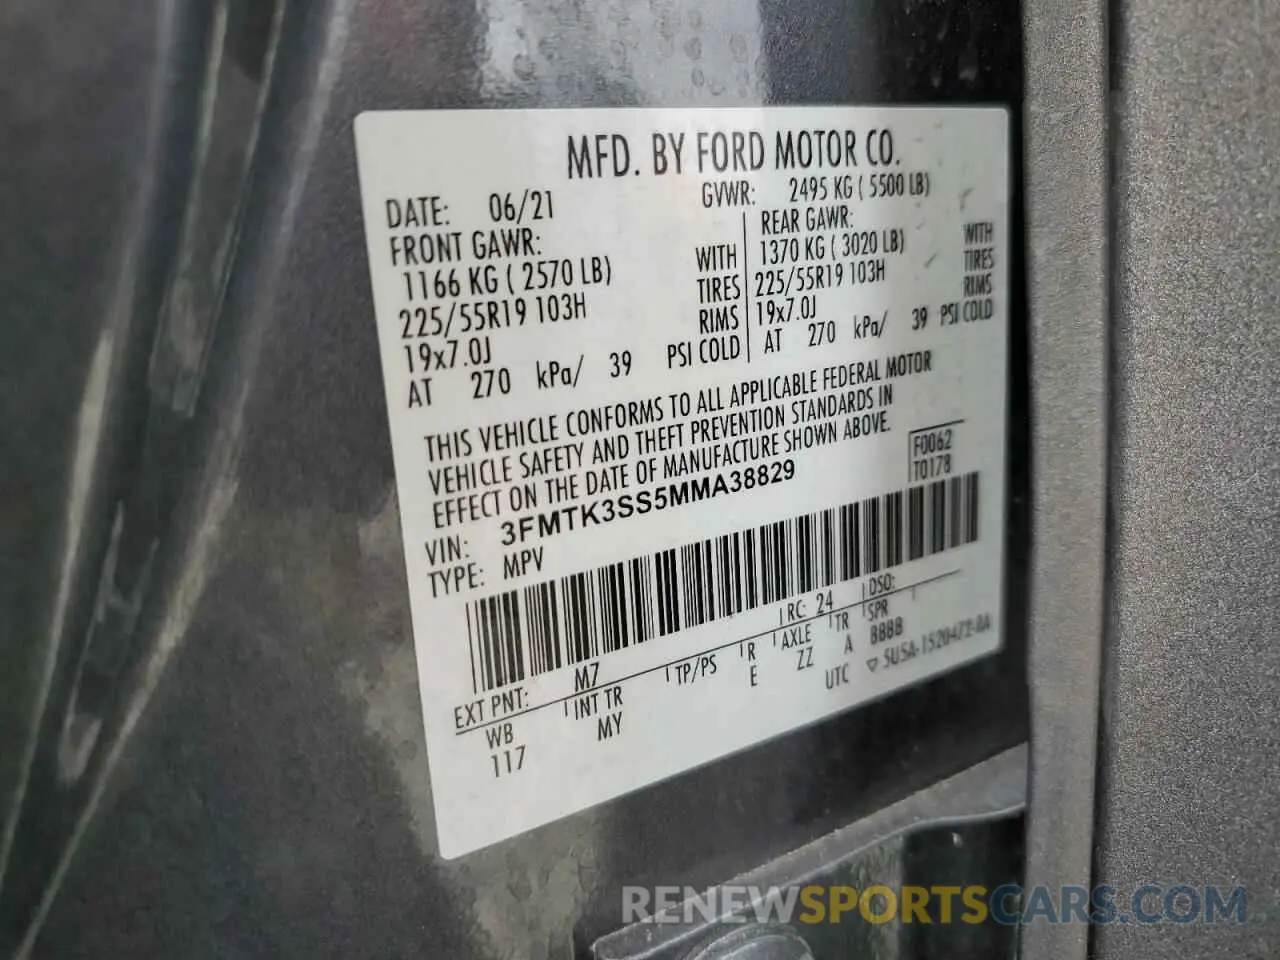 MFD. BY FORD MOTOR CO.
DATE: 06/21 GVWR: 2495 KG ( 5500 LB)
FRONT GAWR: REAR GAWR:
1166 KG ( 2570 LB) WITH 1370 KG ( 3020 LB) WITH
225/55R19 103H TIRES 225/55R19 103H TIRES
19x7.0J RIMS 19x7.0J RIMS
AT 270 kPa/ 39 PSI COLD AT 270 kPa/ 39 PSI COLD
THIS VEHICLE CONFORMS TO ALL APPLICABLE FEDERAL MOTOR
VEHICLE SAFETY AND THEFT PREVENTION STANDARDS IN
EFFECT ON THE DATE OF MANUFACTURE SHOWN ABOVE.
F0062
T0178
VIN: 3FMTK3SS5MMA38829
TYPE: MPV
EXT PNT: M7 RC: 24 DSO:
WB INT TR TP/PS R AXLE TR SPR
117 MY E ZZ A 8888
UTC ▽ 5U5A-1520472-AA
RENEWSPORTSCARS.COM